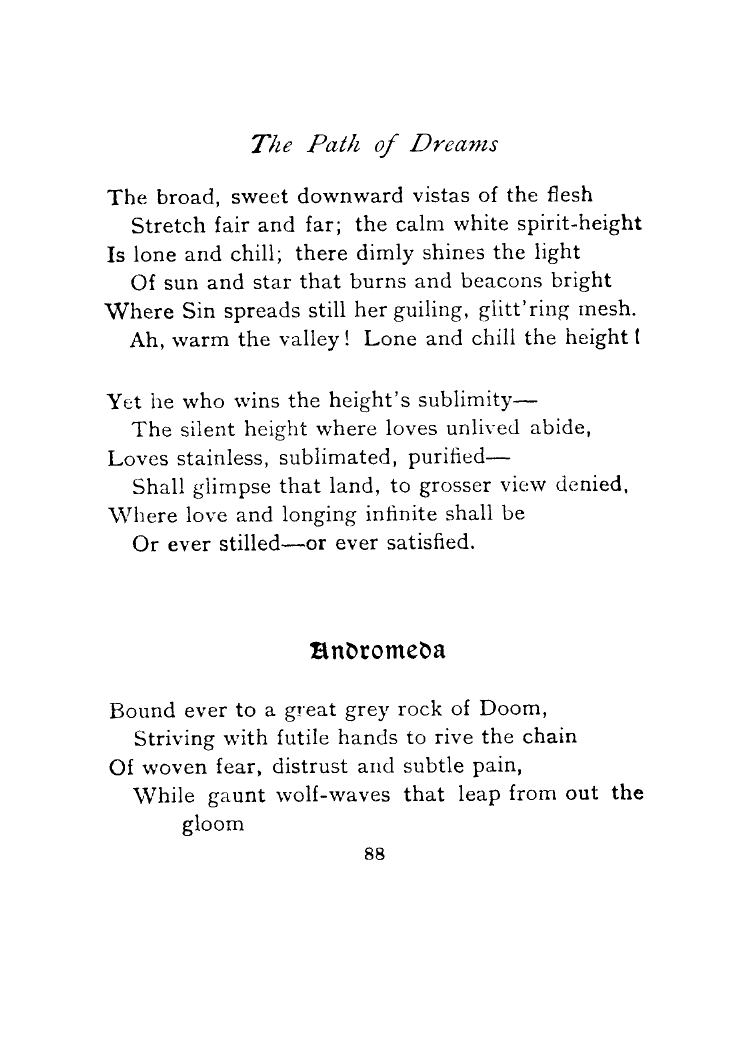 The Path of Dreams
The broad, sweet downward vistas of the flesh
Stretch fair and far; the calm white spirit-height
Is lone and chill; there dimly shines the light
Of sun and star that burns and beacons bright
Where Sin spreads still her guiling, glitt'ring mesh.
Ah, warm the valley! Lone and chill the height!
Yet he who wins the height's sublimity—
The silent height where loves unlived abide,
Loves stainless, sublimated, purified—
Shall glimpse that land, to grosser view denied,
Where love and longing infinite shall be
Or ever stilled—or ever satisfied.
Andromeda
Bound ever to a great grey rock of Doom,
Striving with futile hands to rive the chain
Of woven fear, distrust and subtle pain,
While gaunt wolf-waves that leap from out the
gloom
88